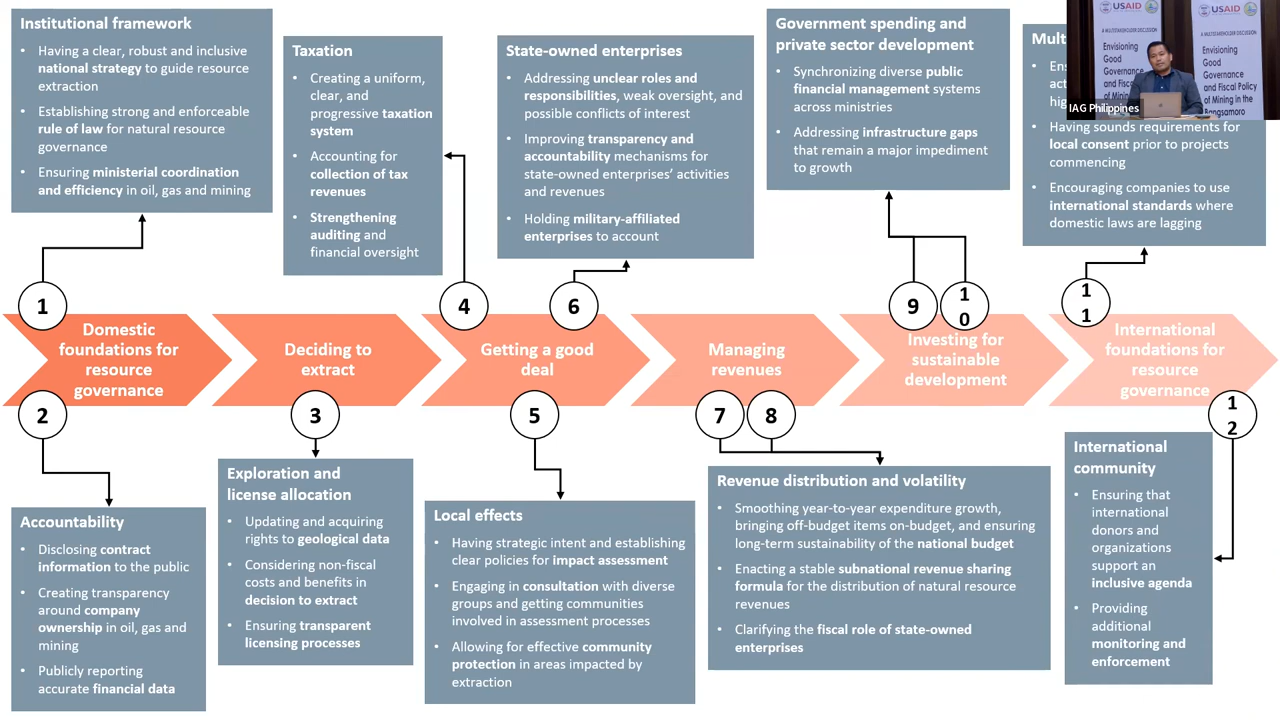 Institutional framework
• Having a clear, robust and inclusive
national strategy to guide resource
extraction
• Establishing strong and enforceable
rule of law for natural resource
governance
• Ensuring ministerial coordination
and efficiency in oil, gas and mining
Taxation
• Creating a uniform,
clear, and
progressive taxation
system
• Accounting for
collection of tax
revenues
• Strengthening
auditing and
financial oversight
State-owned enterprises
• Addressing unclear roles and
responsibilities, weak oversight, and
possible conflicts of interest
• Improving transparency and
accountability mechanisms for
state-owned enterprises’ activities
and revenues
• Holding military-affiliated
enterprises to account
Government spending and
private sector development
• Synchronizing diverse public
financial management systems
across ministries
• Addressing infrastructure gaps
that remain a major impediment
to growth
Mult
• Ens
act
hig
• Having sounds requirements for
local consent prior to projects
commencing
• Encouraging companies to use
international standards where
domestic laws are lagging
USAID
USAID
A MULTISTAKEHOLDER DISCUSSION
Envisioning
Good
Governance
and Fiscal
of Mining
Bangsamoro
A MULTISTAKEHOLDER DISCUSSION
Envisioning
Good
Governance
and Fiscal Policy
of Mining in the
Bangsamoro
IAG Philippines
1
4
6
9
10
11
Domestic
foundations for
resource
governance
Deciding to
extract
Getting a good
deal
Managing
revenues
Investing for
sustainable
development
International
foundations for
resource
governance
2
3
5
7
8
12
Accountability
• Disclosing contract
information to the public
• Creating transparency
around company
ownership in oil, gas and
mining
• Publicly reporting
accurate financial data
Exploration and
license allocation
• Updating and acquiring
rights to geological data
• Considering non-fiscal
costs and benefits in
decision to extract
• Ensuring transparent
licensing processes
Local effects
• Having strategic intent and establishing
clear policies for impact assessment
• Engaging in consultation with diverse
groups and getting communities
involved in assessment processes
• Allowing for effective community
protection in areas impacted by
extraction
Revenue distribution and volatility
• Smoothing year-to-year expenditure growth,
bringing off-budget items on-budget, and ensuring
long-term sustainability of the national budget
• Enacting a stable subnational revenue sharing
formula for the distribution of natural resource
revenues
• Clarifying the fiscal role of state-owned
enterprises
International
community
• Ensuring that
international
donors and
organizations
support an
inclusive agenda
• Providing
additional
monitoring and
enforcement